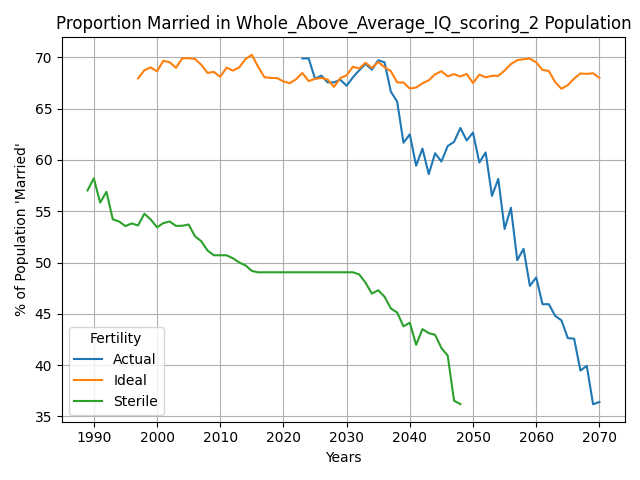 Proportion Married in Whole_Above_Average_IQ_scoring_2 Population
% of Population 'Married'
70
65
60
55
50
45
40
35
Fertility
Actual
Ideal
Sterile
1990 2000 2010 2020 2030 2040 2050 2060 2070
Years